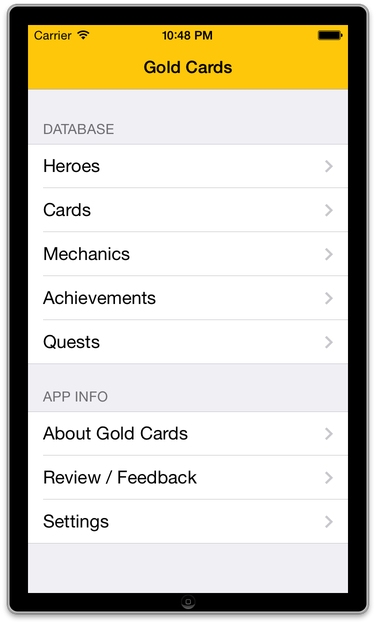 Carrier 10:48 PM
Gold Cards
DATABASE
Heroes
Cards
Mechanics
Achievements
Quests
APP INFO
About Gold Cards
Review / Feedback
Settings